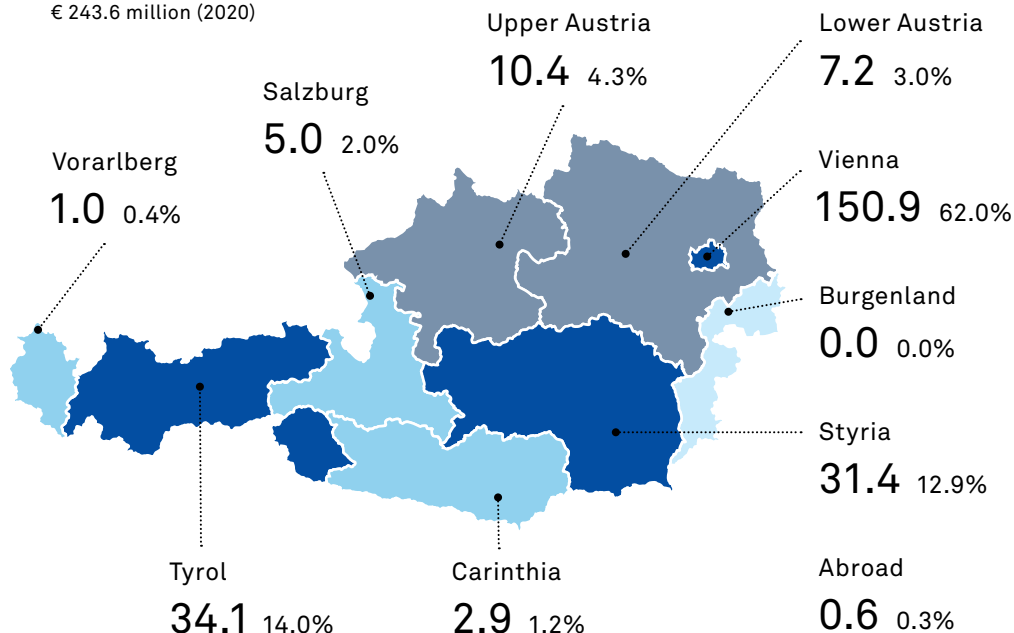 € 243.6 million (2020)
Upper Austria
10.4 4.3%
Lower Austria
7.2 3.0%
Salzburg
5.0 2.0%
Vorarlberg
1.0 0.4%
Vienna
150.9 62.0%
Burgenland
0.0 0.0%
Styria
31.4 12.9%
Tyrol
34.1 14.0%
Carinthia
2.9 1.2%
Abroad
0.6 0.3%